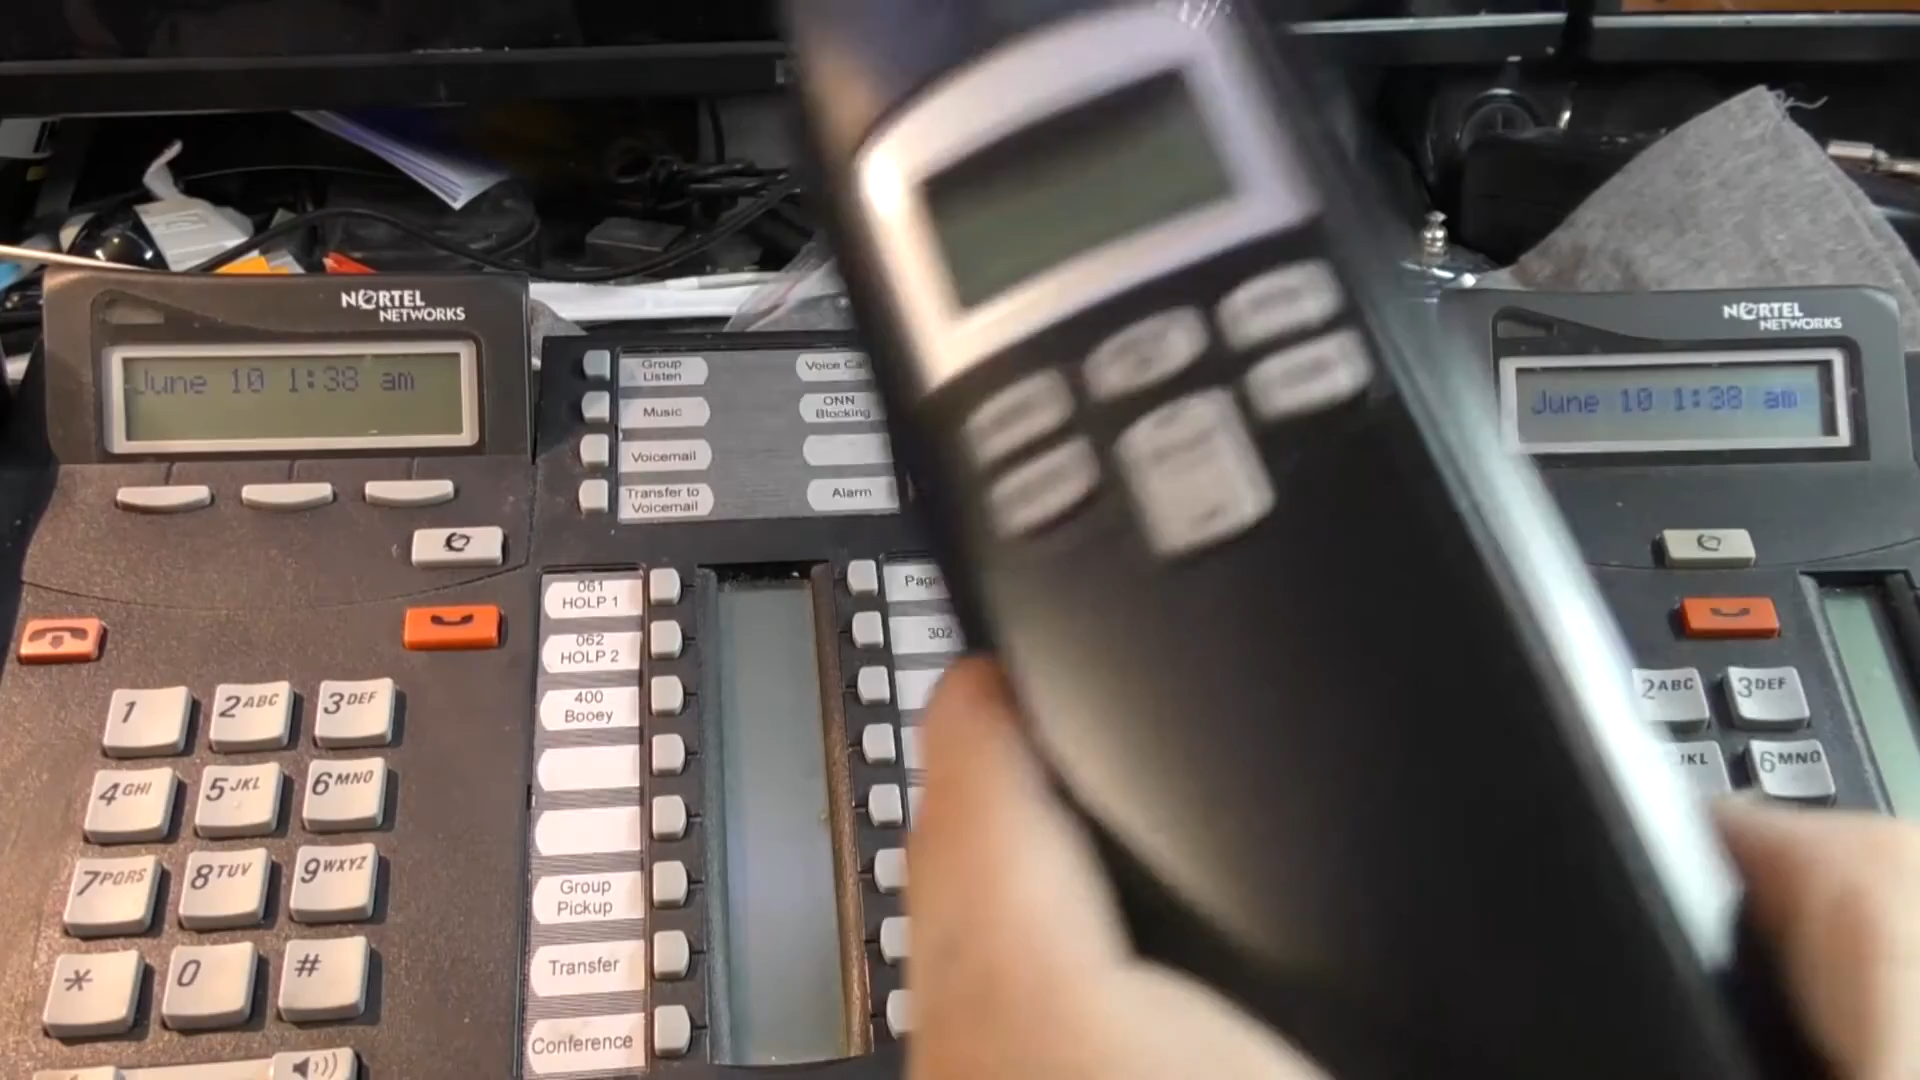 NORTEL
NETWORKS
June 10 1:38 am
Group
Listen
Music
Voicemail
Transfer to
Voicemail
Voice
ONN
Blocking
Alarm
061
HOLP 1
062
HOLP 2
400
Booey
Group
Pickup
Transfer
Conference
Page
302
1
2ABC
3DEF
4GHI
5JKL
6MNO
7PQRS
8TUV
9WXYZ
*
0
#
NORTEL
NETWORKS
June 10 1:38 am
2ABC
3DEF
JKL
6MNO